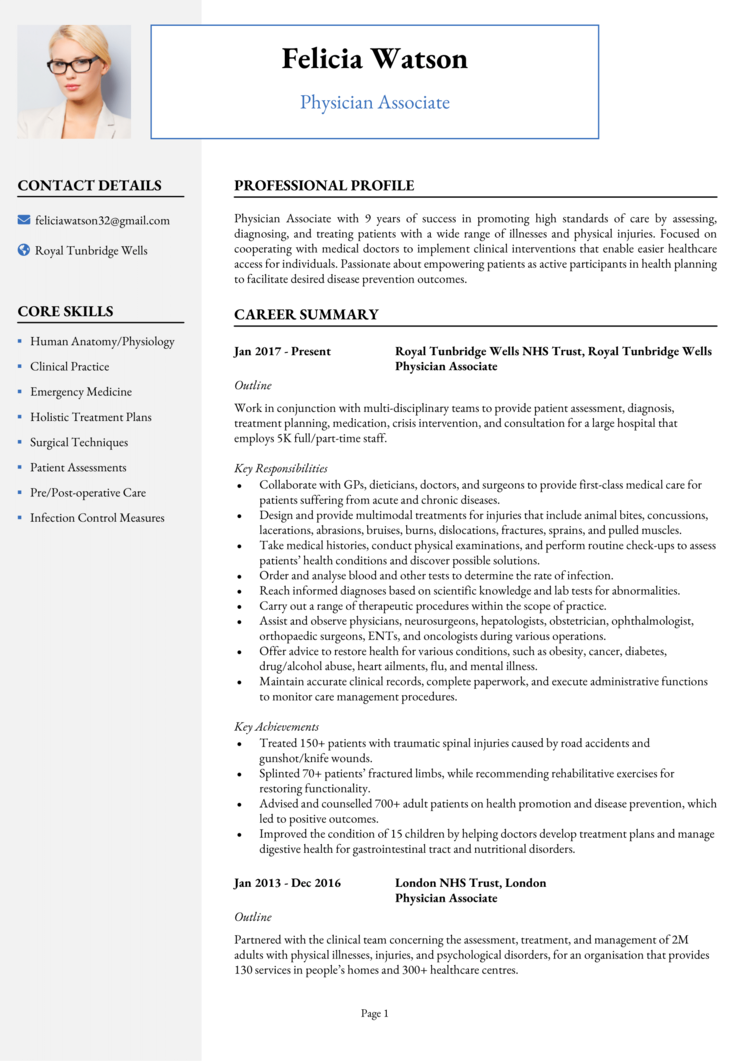 Felicia Watson
Physician Associate
CONTACT DETAILS
feliciawatson32@gmail.com
Royal Tunbridge Wells
CORE SKILLS
Human Anatomy/Physiology
Clinical Practice
Emergency Medicine
Holistic Treatment Plans
Surgical Techniques
Patient Assessments
Pre/Post-operative Care
Infection Control Measures
PROFESSIONAL PROFILE
Physician Associate with 9 years of success in promoting high standards of care by assessing,
diagnosing, and treating patients with a wide range of illnesses and physical injuries. Focused on
cooperating with medical doctors to implement clinical interventions that enable easier healthcare
access for individuals. Passionate about empowering patients as active participants in health planning
to facilitate desired disease prevention outcomes.
CAREER SUMMARY
Jan 2017 - Present Royal Tunbridge Wells NHS Trust, Royal Tunbridge Wells
Physician Associate
Outline
Work in conjunction with multi-disciplinary teams to provide patient assessment, diagnosis,
treatment planning, medication, crisis intervention, and consultation for a large hospital that
employs 5K full/part-time staff.
Key Responsibilities
• Collaborate with GPs, dieticians, doctors, and surgeons to provide first-class medical care for
patients suffering from acute and chronic diseases.
• Design and provide multimodal treatments for injuries that include animal bites, concussions,
lacerations, abrasions, bruises, burns, dislocations, fractures, sprains, and pulled muscles.
• Take medical histories, conduct physical examinations, and perform routine check-ups to assess
patients' health conditions and discover possible solutions.
• Order and analyse blood and other tests to determine the rate of infection.
• Reach informed diagnoses based on scientific knowledge and lab tests for abnormalities.
• Carry out a range of therapeutic procedures within the scope of practice.
• Assist and observe physicians, neurosurgeons, hepatologists, obstetrician, ophthalmologist,
orthopaedic surgeons, ENTs, and oncologists during various operations.
• Offer advice to restore health for various conditions, such as obesity, cancer, diabetes,
drug/alcohol abuse, heart ailments, flu, and mental illness.
• Maintain accurate clinical records, complete paperwork, and execute administrative functions
to monitor care management procedures.
Key Achievements
• Treated 150+ patients with traumatic spinal injuries caused by road accidents and
gunshot/knife wounds.
• Splinted 70+ patients' fractured limbs, while recommending rehabilitative exercises for
restoring functionality.
• Advised and counselled 700+ adult patients on health promotion and disease prevention, which
led to positive outcomes.
• Improved the condition of 15 children by helping doctors develop treatment plans and manage
digestive health for gastrointestinal tract and nutritional disorders.
Jan 2013 - Dec 2016 London NHS Trust, London
Physician Associate
Outline
Partnered with the clinical team concerning the assessment, treatment, and management of 2M
adults with physical illnesses, injuries, and psychological disorders, for an organisation that provides
130 services in people's homes and 300+ healthcare centres.
Page 1